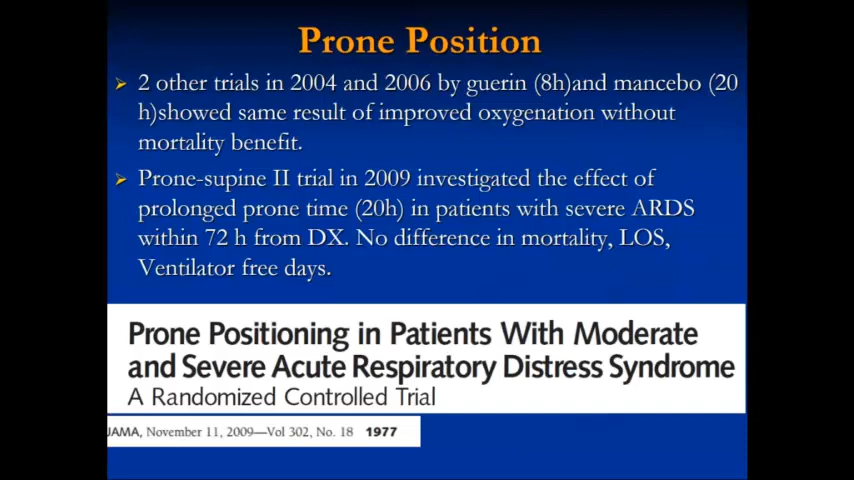 Prone Position
2 other trials in 2004 and 2006 by guerin (8h)and mancebo (20
h)showed same result of improved oxygenation without
mortality benefit.
Prone-supine II trial in 2009 investigated the effect of
prolonged prone time (20h) in patients with severe ARDS
within 72 h from DX. No difference in mortality, LOS,
Ventilator free days.
Prone Positioning in Patients With Moderate
and Severe Acute Respiratory Distress Syndrome
A Randomized Controlled Trial
JAMA, November 11, 2009—Vol 302, No. 18 1977